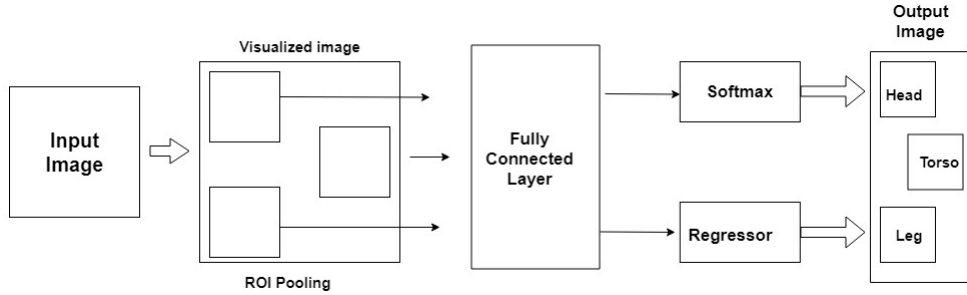 Input
Image
Visualized image
ROI Pooling
Fully
Connected
Layer
Softmax
Regressor
Output
Image
Head
Torso
Leg